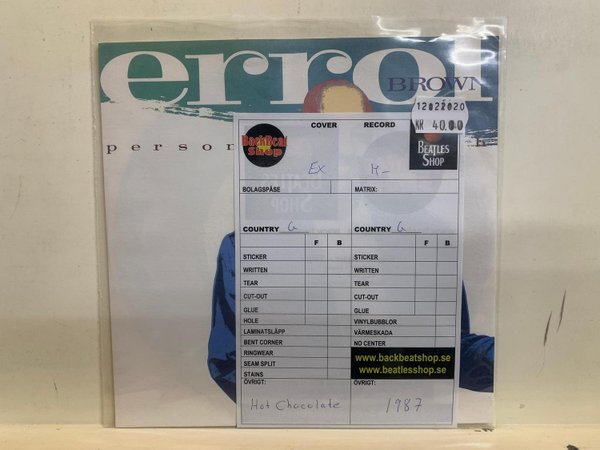 errol
BROWN
12022020
KR 40.00
person
BackBeat
Shop
BEATLES
SHOP
COVER RECORD
Ex M-
BOLAGSPÅSE MATRIX:
COUNTRY G COUNTRY G
F B F B
STICKER STICKER
WRITTEN WRITTEN
TEAR TEAR
CUT-OUT CUT-OUT
GLUE GLUE
HOLE VINYLBUBBLOR
LAMINATSLÄPP VÄRMESKADA
BENT CORNER NO CENTER
RINGWEAR
SEAM SPLIT
STAINS
www.backbeatshop.se
www.beatlesshop.se
ÖVRIGT: ÖVRIGT:
Hot Chocolate 1987